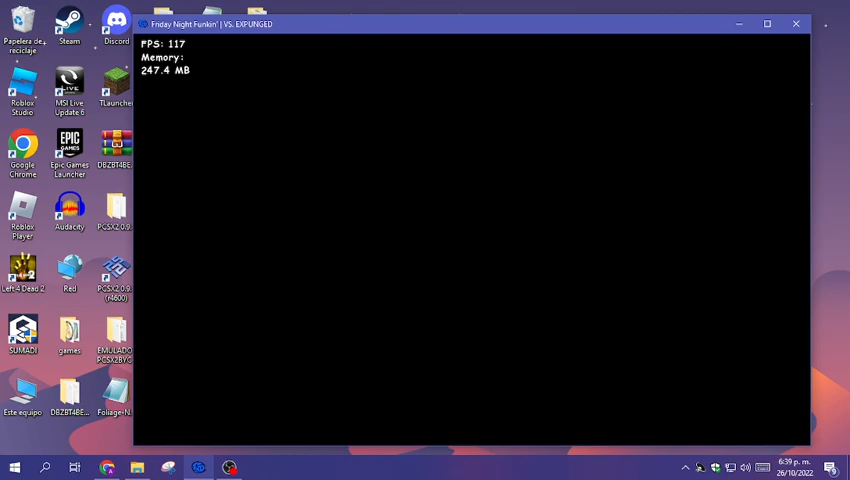 Friday Night Funkin' | VS. EXPUNGED
FPS: 117
Memory:
247.4 MB
Papelera de
reciclaje
Steam
Discord
Roblox
Studio
MSI Live
Update 6
TLauncher
Google
Chrome
EPIC
GAMES
Epic Games
Launcher
DBZBT4BE...
Roblox
Player
Audacity
PCSX2 0.9...
Left 4 Dead 2
Red
PCSX2 0.9...
(r4600)
SUMADI
games
EMULADO...
PCSX2BYC...
Este equipo
DBZBT4BE...
Foliage-N...
6:39 p. m.
26/10/2022